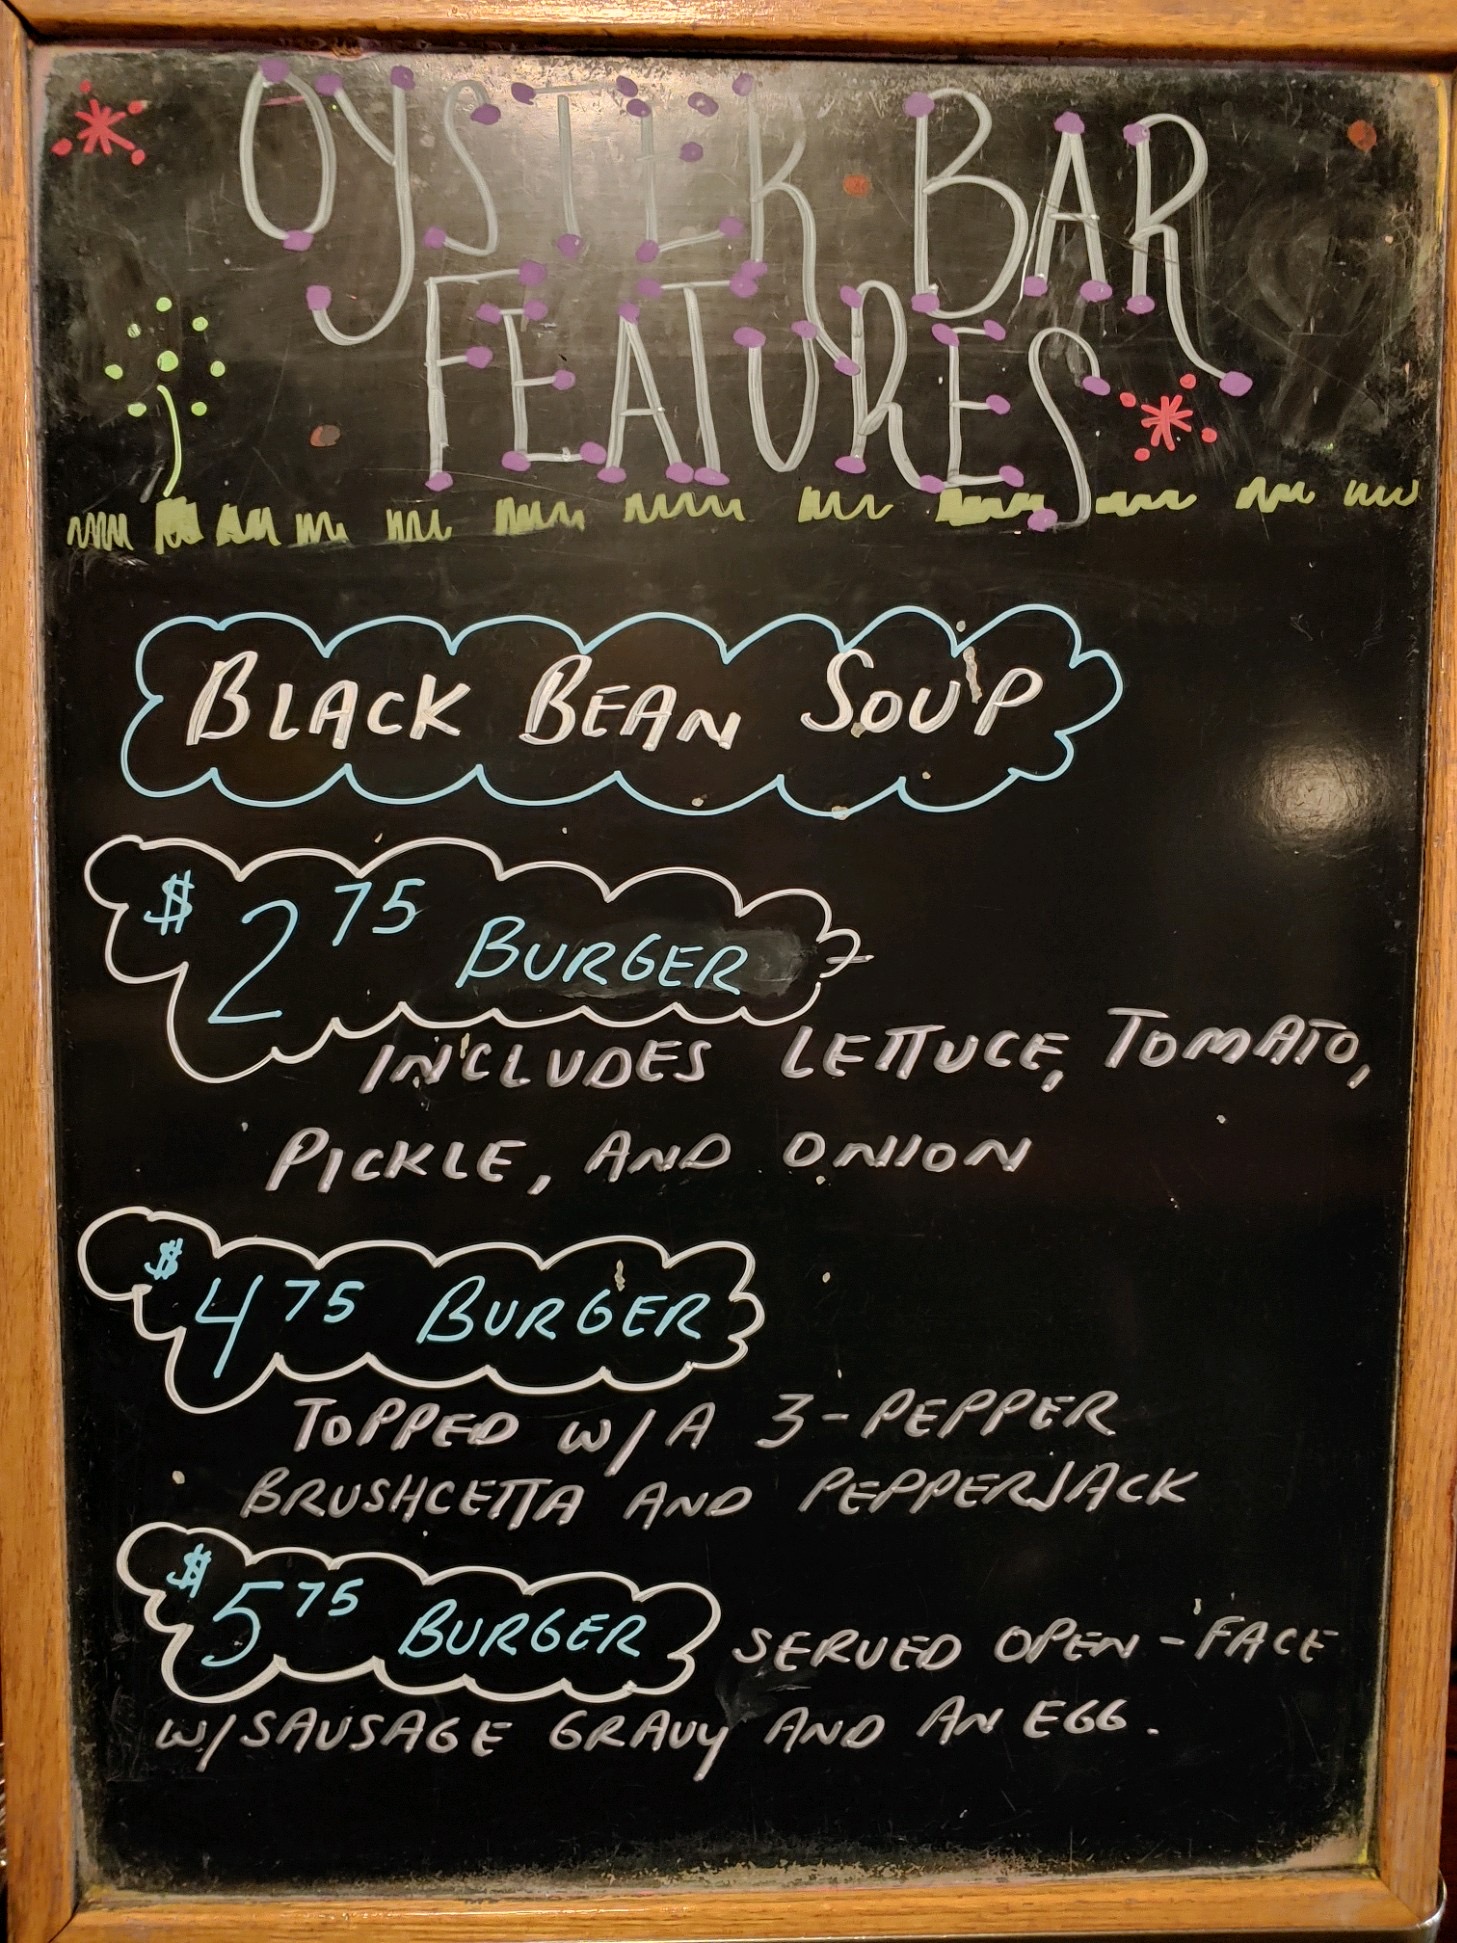 OYSTER BAR
FEATURES
BLACK BEAN SOUP
$2 75 BURGER
INCLUDES LETTUCE, TOMATO,
PICKLE, AND ONION
$4 75 BURGER
TOPPED W/ A 3-PEPPER
BRUSHCETTA AND PEPPERJACK
$5 75 BURGER SERVED OPEN-FACE
W/ SAUSAGE GRAVY AND AN EGG.